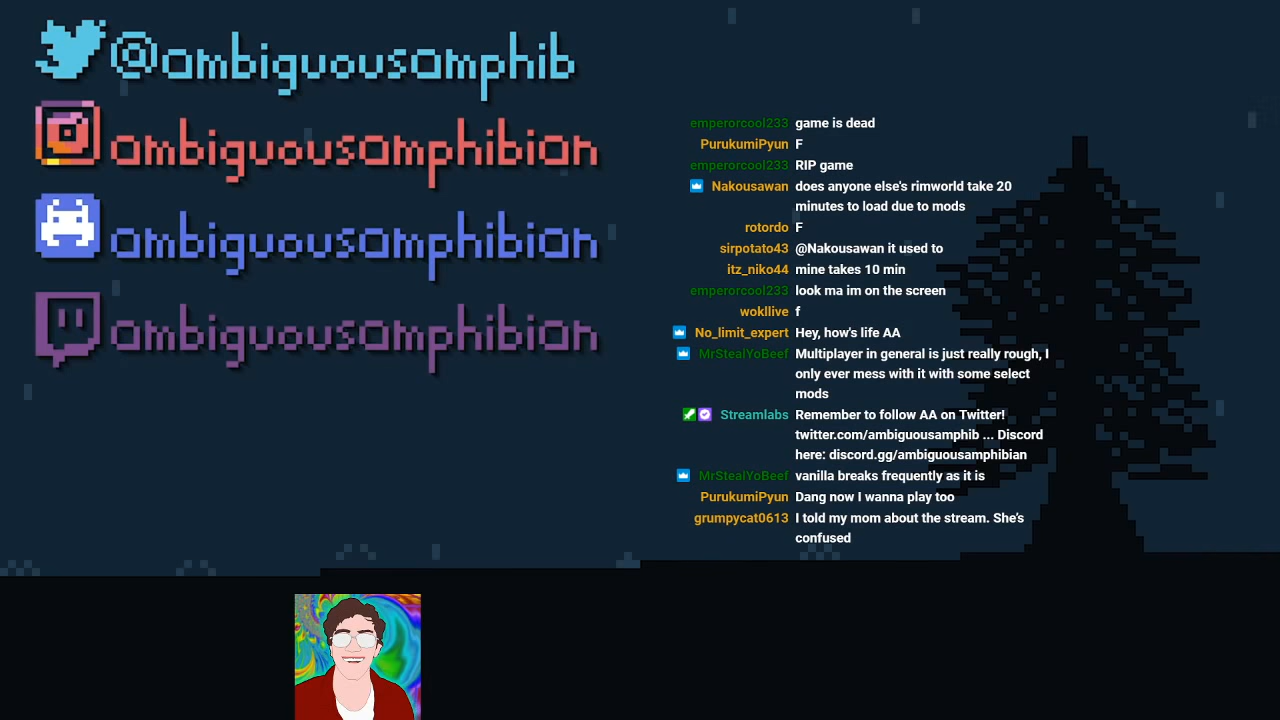 @ambiguousamphib
ambiguousamphibian
ambiguousamphibian
ambiguousamphibian
emperorcool233 game is dead
PurukumiPyun F
emperorcool233 RIP game
Nakousawan does anyone else's rimworld take 20
minutes to load due to mods
rotordo F
sirpotato43 @Nakousawan it used to
itz_niko44 mine takes 10 min
emperorcool233 look ma im on the screen
wokllive f
No_limit_expert Hey, how's life AA
MrStealYoBeef Multiplayer in general is just really rough, I
only ever mess with it with some select
mods
Streamlabs Remember to follow AA on Twitter!
twitter.com/ambiguousamphib ... Discord
here: discord.gg/ambiguousamphibian
MrStealYoBeef vanilla breaks frequently as it is
PurukumiPyun Dang now I wanna play too
grumpycat0613 I told my mom about the stream. She's
confused